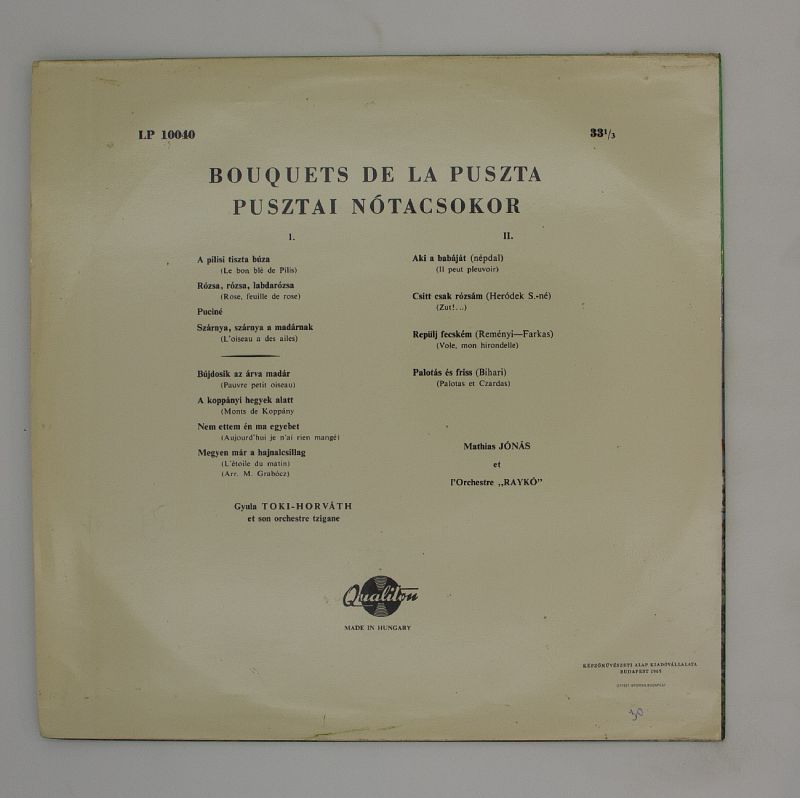 LP 10040
33 1/3
BOUQUETS DE LA PUSZTA
PUSZTAI NÓTACSOKOR
I.
A pilisi tiszta búza
(Le bon blé de Pilis)
Rózsa, rózsa, labdarózsa
(Rose, feuille de rose)
Puciné
Szárnya, szárnya a madárnak
(L'oiseau a des ailes)
Bújdosik az árva madár
(Pauvre petit oiseau)
A koppányi hegyek alatt
(Monts de Koppány
Nem ettem én ma egyebet
(Aujourd'hui je n'ai rien mangé)
Megyen már a hajnalcsillag
(L'étoile du matin)
(Arr. M. Grabócz)
Gyula TOKI-HORVÁTH
et son orchestre tzigane
II.
Aki a babáját (népdal)
(Il peut pleuvoir)
Csitt csak rózsám (Heródek S.-né)
(Zut!...)
Repülj fecském (Reményi—Farkas)
(Vole, mon hirondelle)
Palotás és friss (Bihari)
(Palotas et Czardas)
Mathias JÓNÁS
et
l'Orchestre „RAYKÓ"
Qualiton
MADE IN HUNGARY
KÉPZŐMŰVÉSZETI ALAP KIADÓVÁLLALATA
BUDAPEST
30